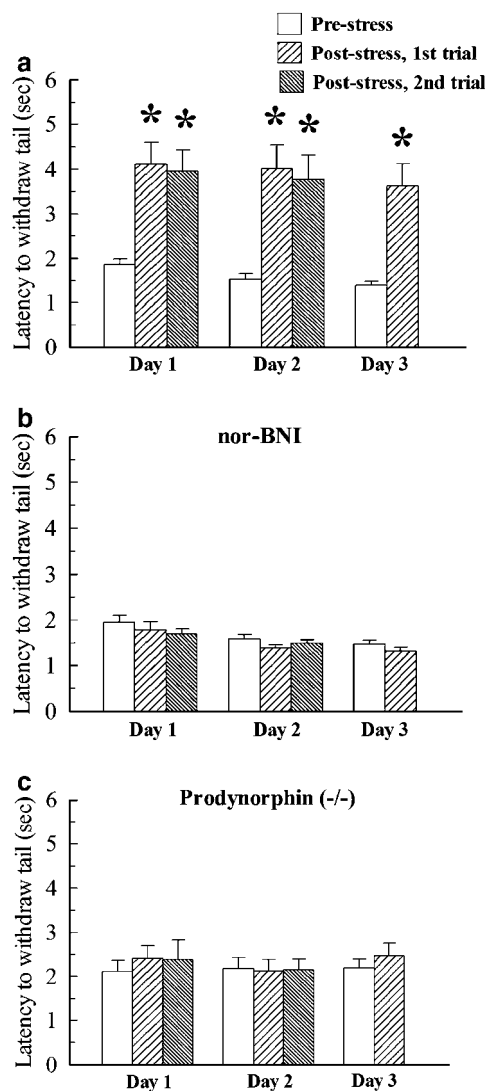 Pre-stress
Post-stress, 1st trial
Post-stress, 2nd trial
a
Latency to withdraw tail (sec)
6
5
4
3
2
1
0
* * * * *
Day 1 Day 2 Day 3
b
nor-BNI
Latency to withdraw tail (sec)
6
5
4
3
2
1
0
Day 1 Day 2 Day 3
c
Prodynorphin (-/-)
Latency to withdraw tail (sec)
6
5
4
3
2
1
0
Day 1 Day 2 Day 3